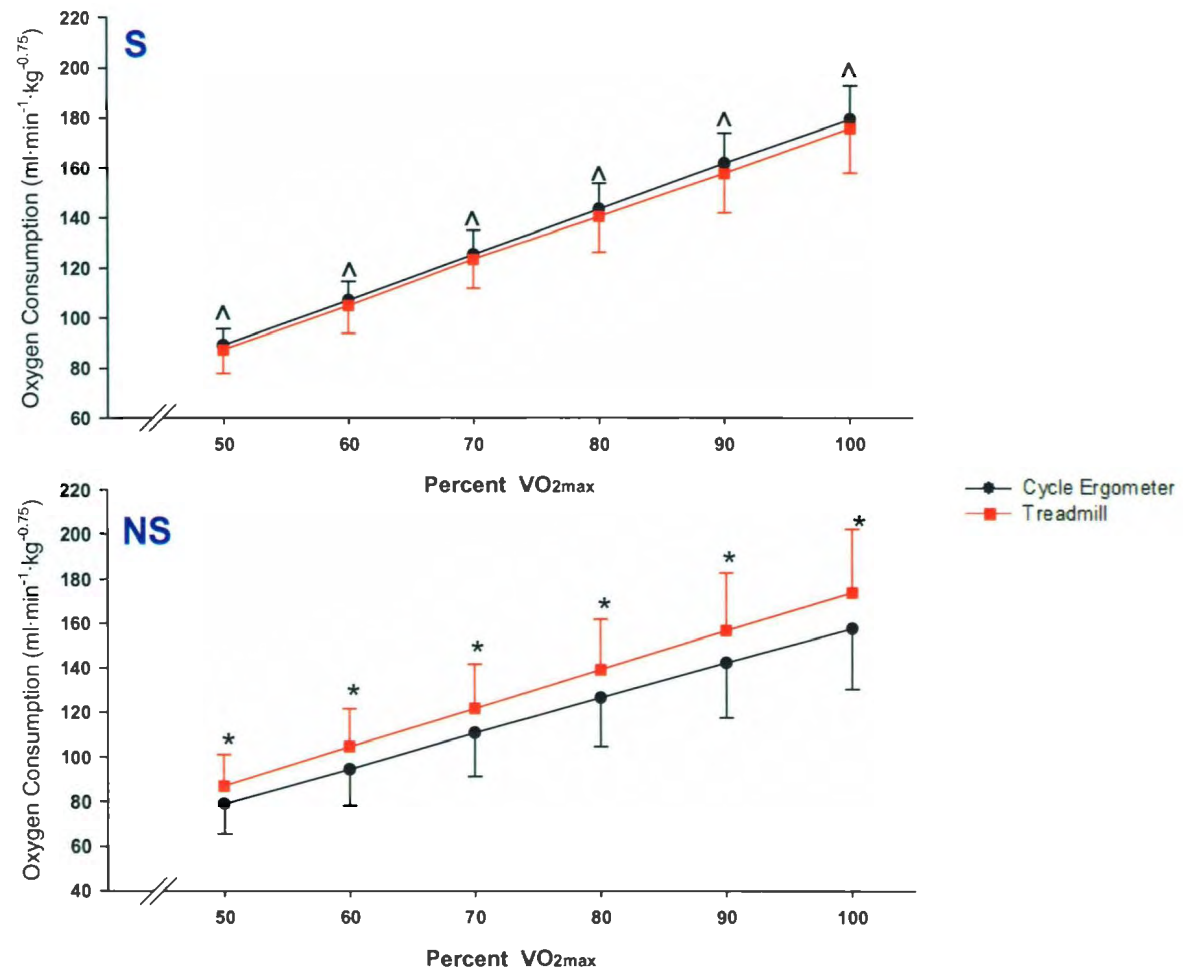 S
Oxygen Consumption (ml·min⁻¹·kg⁻⁰·⁷⁵)
220
200
180
160
140
120
100
80
60
^ ^ ^ ^ ^ ^
50 60 70 80 90 100
Percent VO2max
NS
Oxygen Consumption (ml·min⁻¹·kg⁻⁰·⁷⁵)
220
200
180
160
140
120
100
80
60
40
* * * * * *
50 60 70 80 90 100
Percent VO2max
Cycle Ergometer
Treadmill